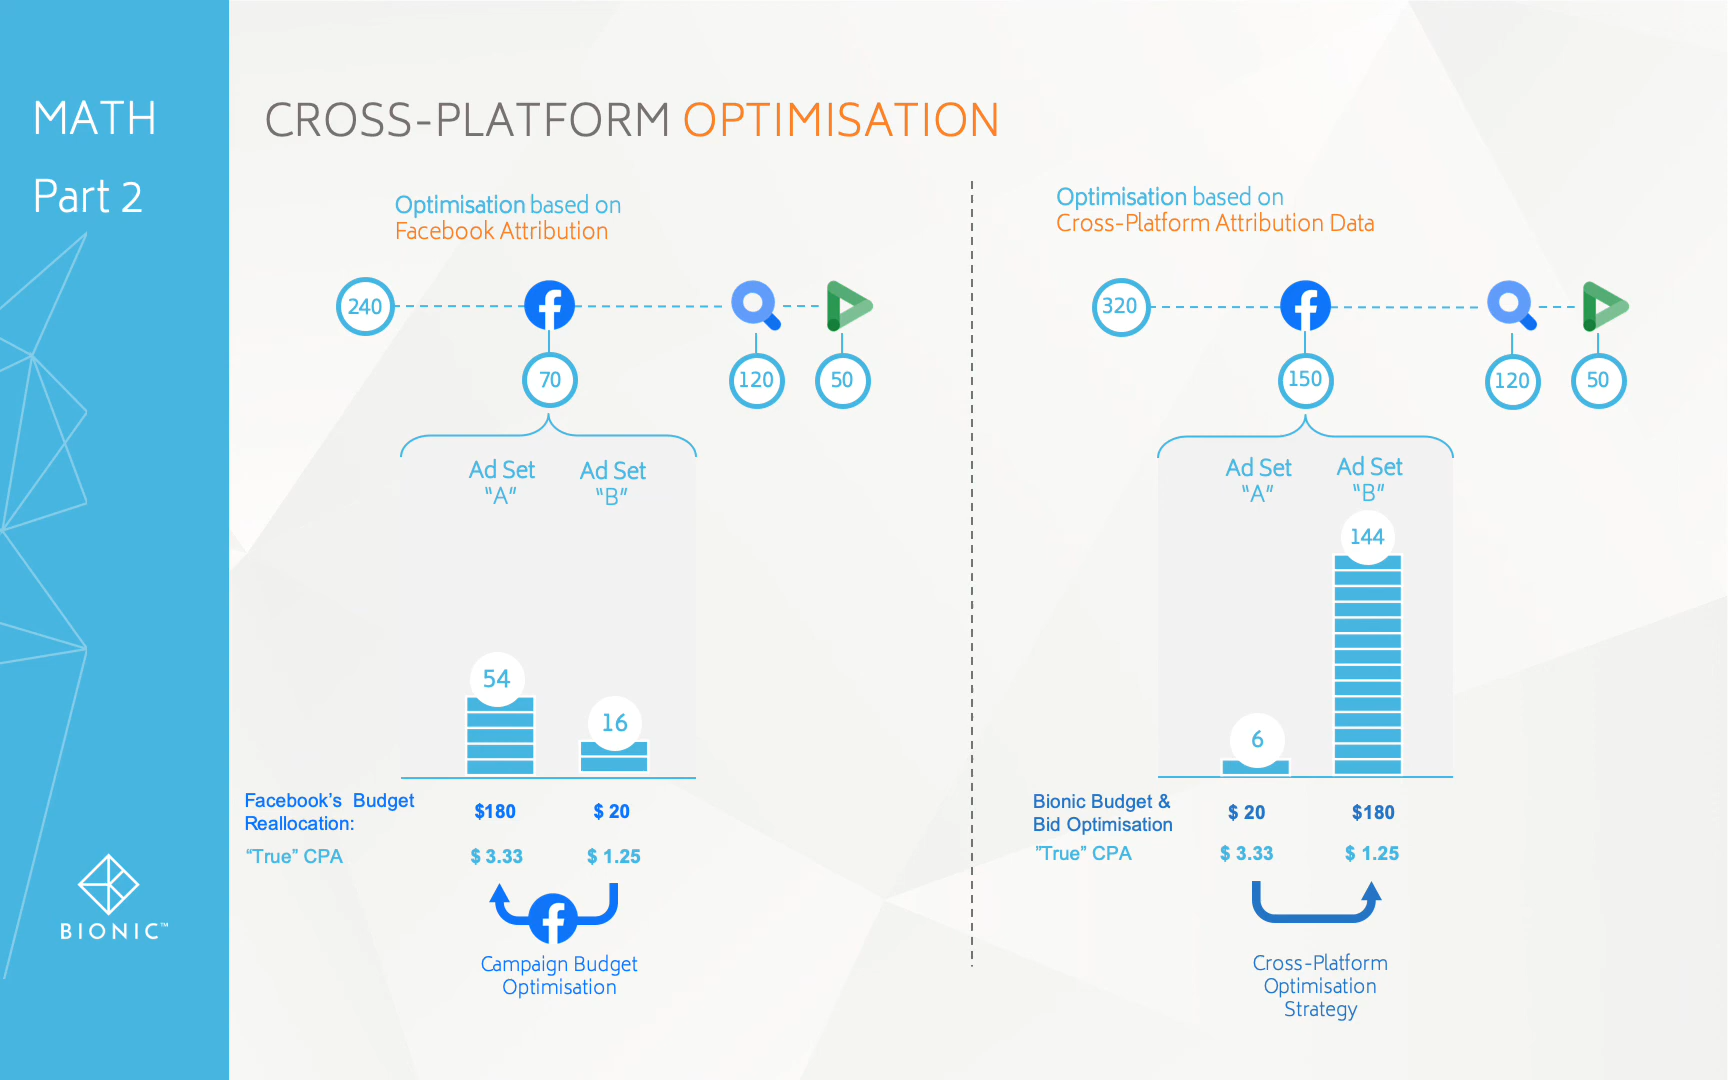 MATH
Part 2
BIONIC™
CROSS-PLATFORM OPTIMISATION
Optimisation based on
Facebook Attribution
240
70
120
50
Ad Set
“A”
Ad Set
“B”
54
16
Facebook’s Budget
Reallocation:
$180
$ 20
“True” CPA
$ 3.33
$ 1.25
Campaign Budget
Optimisation
Optimisation based on
Cross-Platform Attribution Data
320
150
120
50
Ad Set
“A”
Ad Set
“B”
144
6
Bionic Budget &
Bid Optimisation
$ 20
$180
”True” CPA
$ 3.33
$ 1.25
Cross-Platform
Optimisation
Strategy